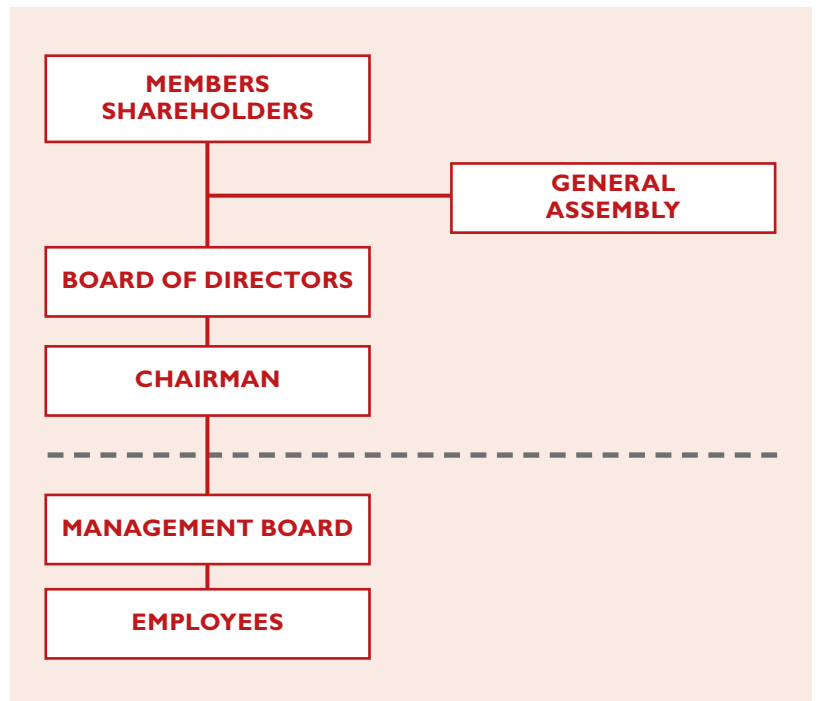 MEMBERS
SHAREHOLDERS
GENERAL
ASSEMBLY
BOARD OF DIRECTORS
CHAIRMAN
MANAGEMENT BOARD
EMPLOYEES